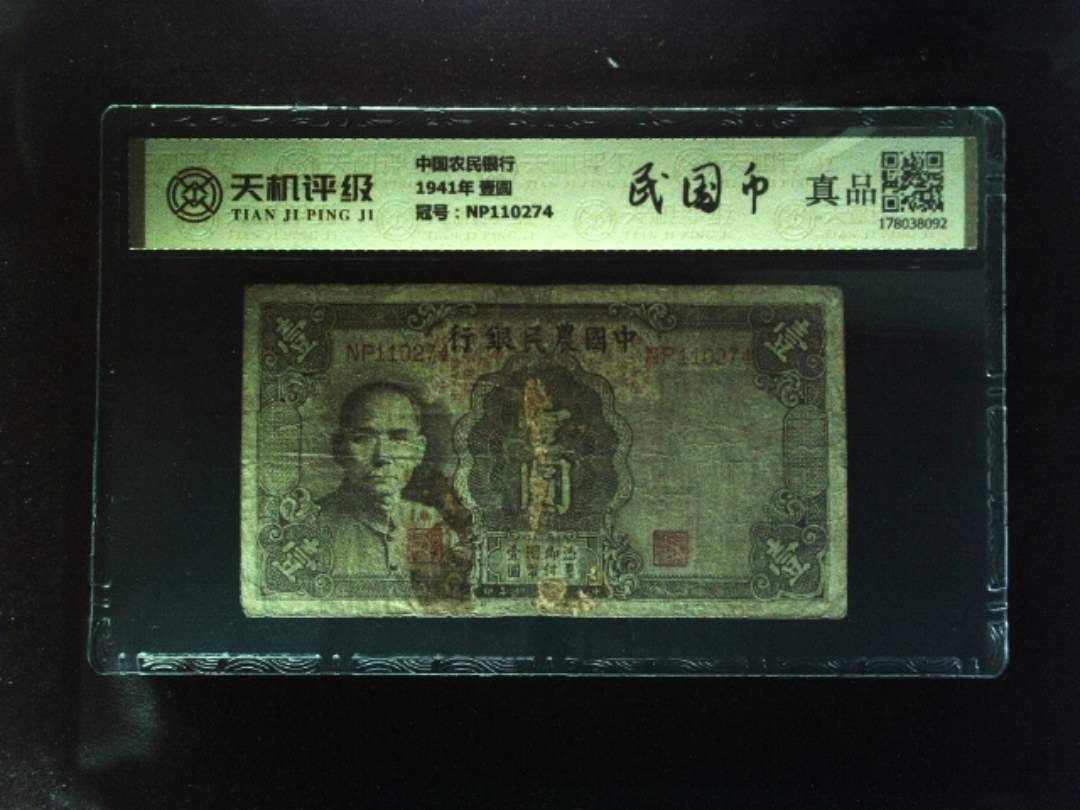 天机评级
TIAN JI PING JI
中国农民银行
1941年 壹圆
冠号：NP110274
民国币
真品
178038092
行銀民農國中
NP110274
NP110274
壹
壹
壹圓
壹
壹